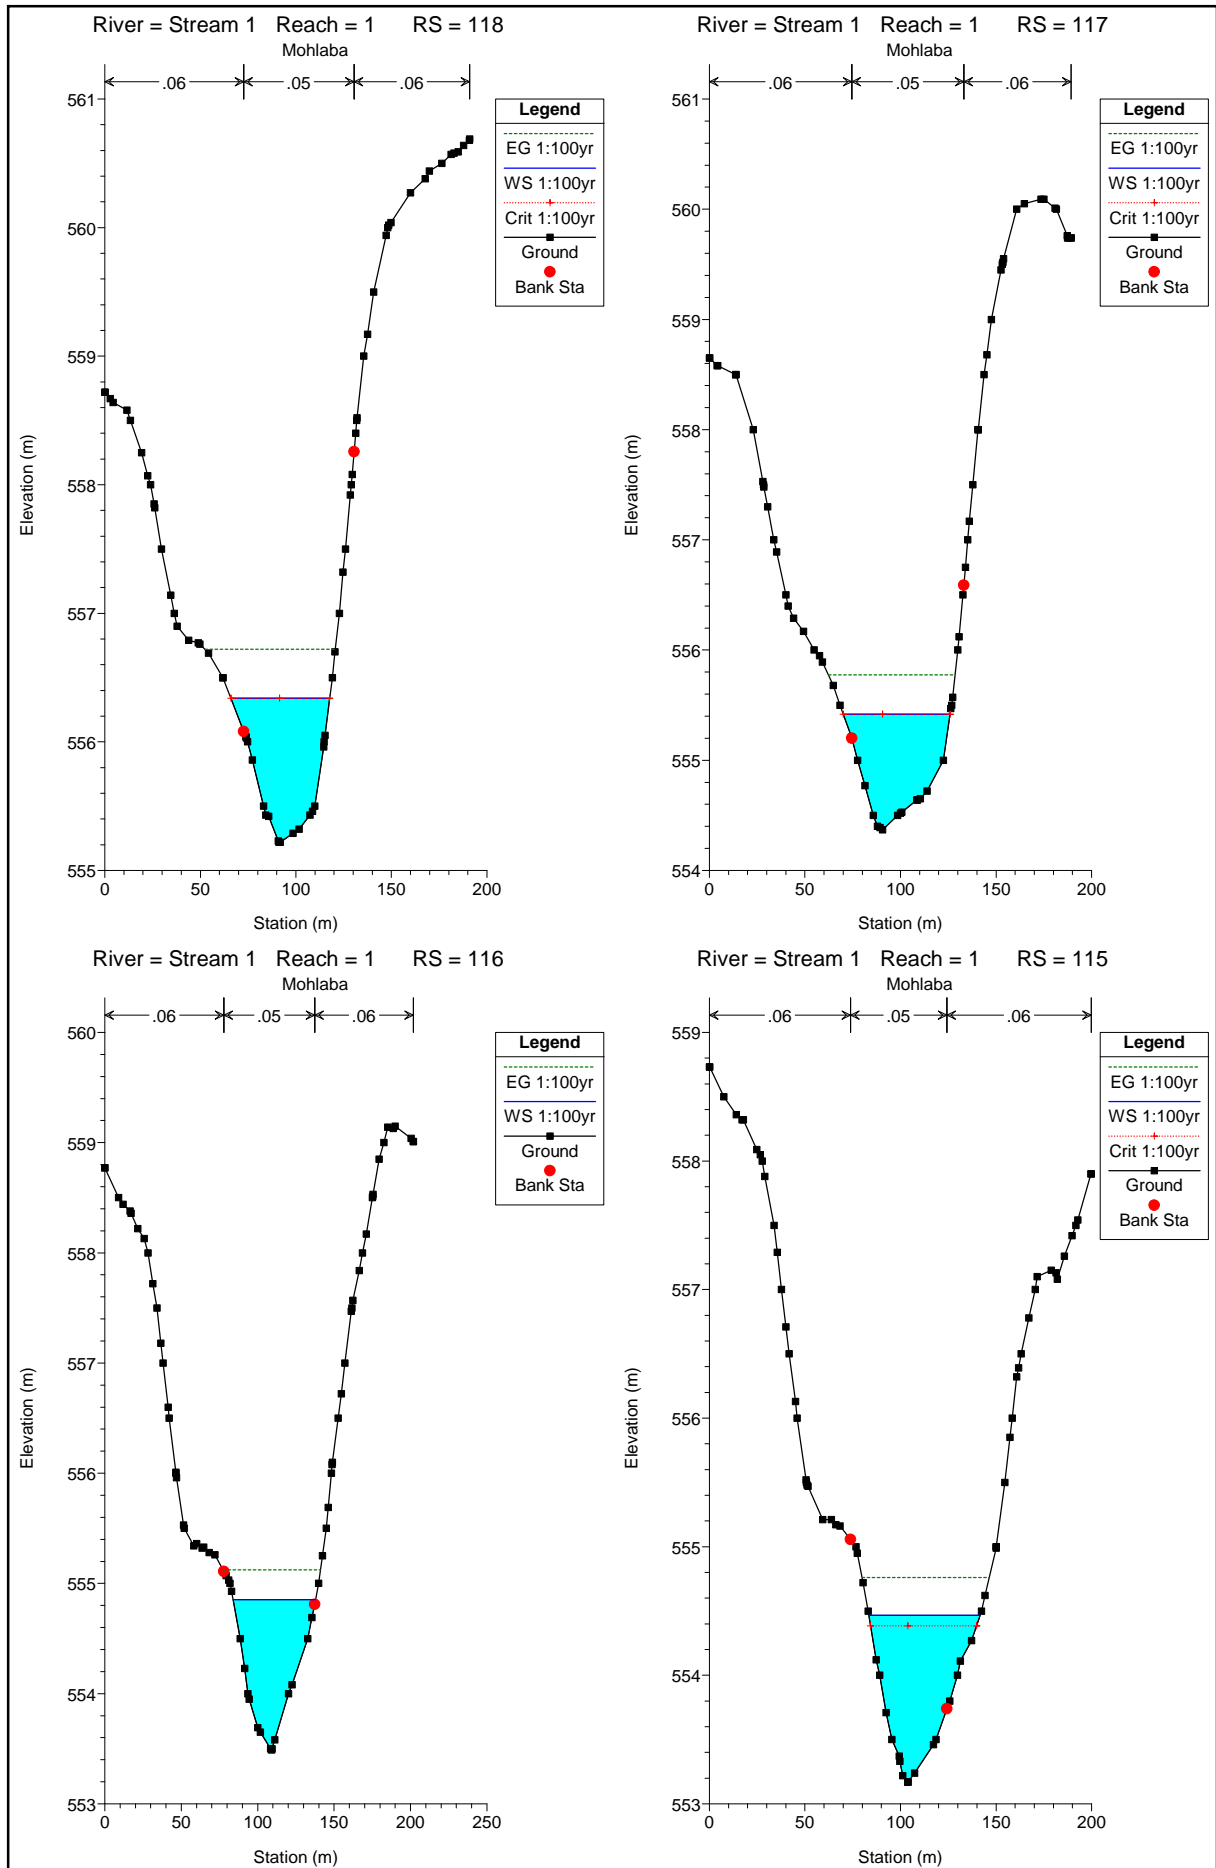 River = Stream 1 Reach = 1 RS = 118
Mohlaba
.06 .05 .06
561
560
559
558
557
556
555
Elevation (m)
0 50 100 150 200
Station (m)
Legend
EG 1:100yr
WS 1:100yr
Crit 1:100yr
Ground
Bank Sta
River = Stream 1 Reach = 1 RS = 117
Mohlaba
.06 .05 .06
561
560
559
558
557
556
555
554
Elevation (m)
0 50 100 150 200
Station (m)
Legend
EG 1:100yr
WS 1:100yr
Crit 1:100yr
Ground
Bank Sta
River = Stream 1 Reach = 1 RS = 116
Mohlaba
.06 .05 .06
560
559
558
557
556
555
554
553
Elevation (m)
0 50 100 150 200 250
Station (m)
Legend
EG 1:100yr
WS 1:100yr
Ground
Bank Sta
River = Stream 1 Reach = 1 RS = 115
Mohlaba
.06 .05 .06
559
558
557
556
555
554
553
Elevation (m)
0 50 100 150 200
Station (m)
Legend
EG 1:100yr
WS 1:100yr
Crit 1:100yr
Ground
Bank Sta